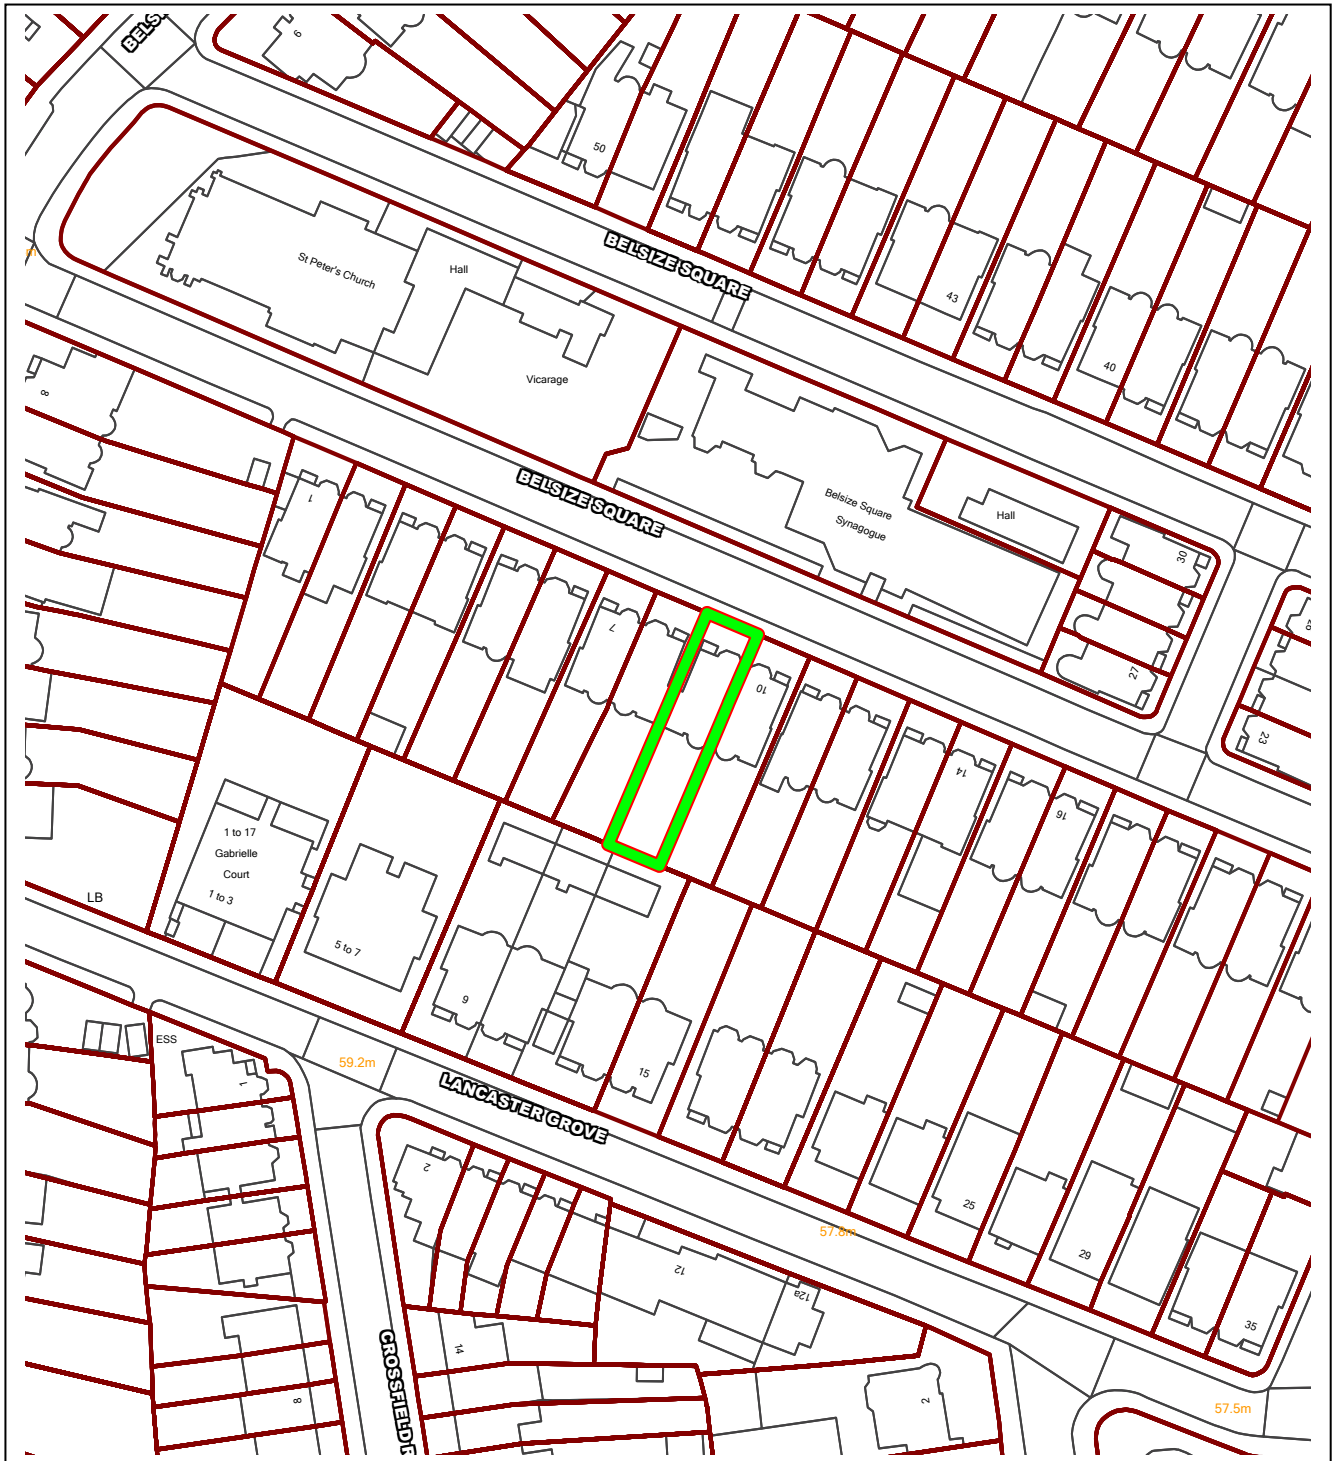 BELS
6
50
BELSIZE SQUARE
St Peter's Church
Hall
43
40
m
Vicarage
8
BELSIZE SQUARE
Belsize Square
Synagogue
Hall
30
1
7
27
23
10
14
16
1 to 17
Gabrielle
Court
1 to 3
LB
5 to 7
9
15
ESS
59.2m
1
LANCASTER GROVE
2
25
57.8m
29
12
12a
35
14
CROSSFIELD R
8
2
57.5m